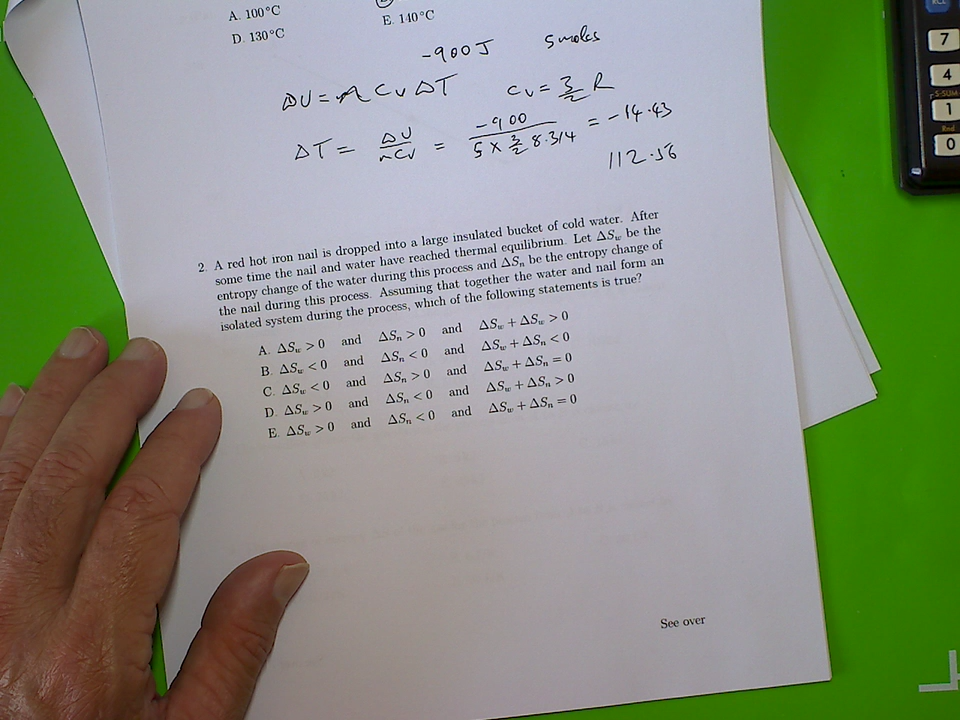 A. 100°C
E. 140°C
D. 130°C
-900J 5 moles
ΔU = n Cv ΔT Cv = 3/2 R
ΔT = ΔU/nCv = -900/(5 × 3/2 8.314) = -14.43
112.56
2. A red hot iron nail is dropped into a large insulated bucket of cold water. After
some time the nail and water have reached thermal equilibrium. Let ΔSw be the
entropy change of the water during this process and ΔSn be the entropy change of
the nail during this process. Assuming that together the water and nail form an
isolated system during the process, which of the following statements is true?
A. ΔSw > 0 and ΔSn > 0 and ΔSw + ΔSw > 0
B. ΔSw < 0 and ΔSn < 0 and ΔSw + ΔSn < 0
C. ΔSw < 0 and ΔSn > 0 and ΔSw + ΔSn = 0
D. ΔSw > 0 and ΔSn < 0 and ΔSw + ΔSn > 0
E. ΔSw > 0 and ΔSn < 0 and ΔSw + ΔSn = 0
See over
7
4
S-SUM
1
Rnd
0